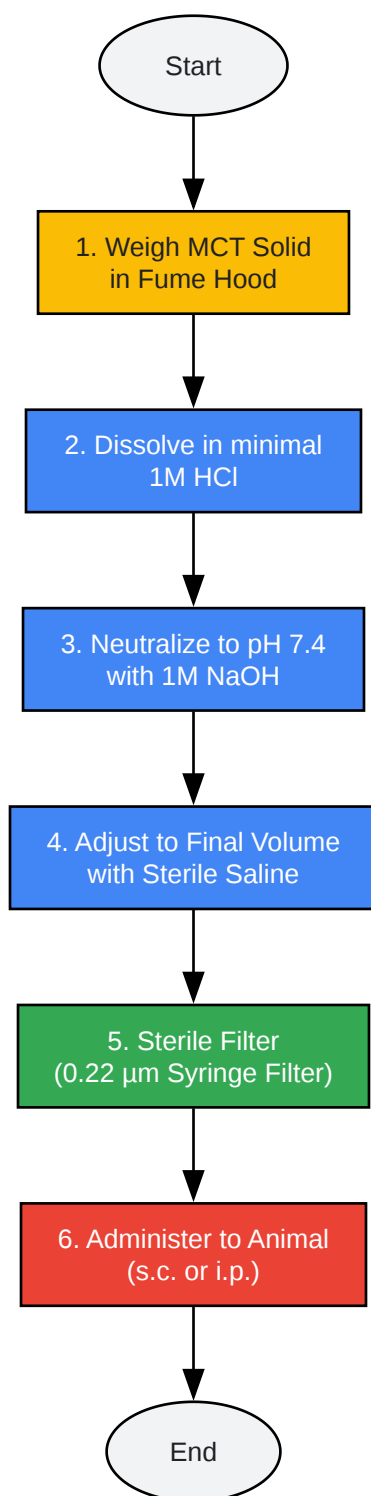 Start
1. Weigh MCT Solid
in Fume Hood
2. Dissolve in minimal
1M HCl
3. Neutralize to pH 7.4
with 1M NaOH
4. Adjust to Final Volume
with Sterile Saline
5. Sterile Filter
(0.22 µm Syringe Filter)
6. Administer to Animal
(s.c. or i.p.)
End